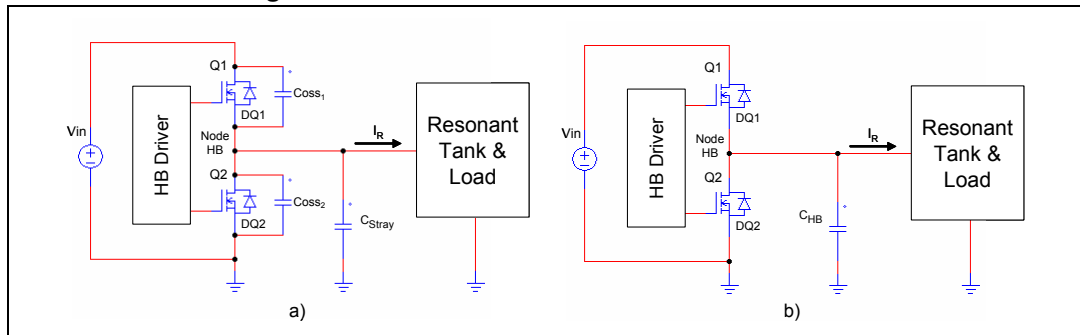 Q1
Coss1
DQ1
Vin
HB Driver
Node
HB
IR
Resonant
Tank &
Load
Q2
Coss2
DQ2
CStray
a)
Q1
DQ1
Vin
HB Driver
Node
HB
IR
Resonant
Tank &
Load
Q2
DQ2
CHB
b)